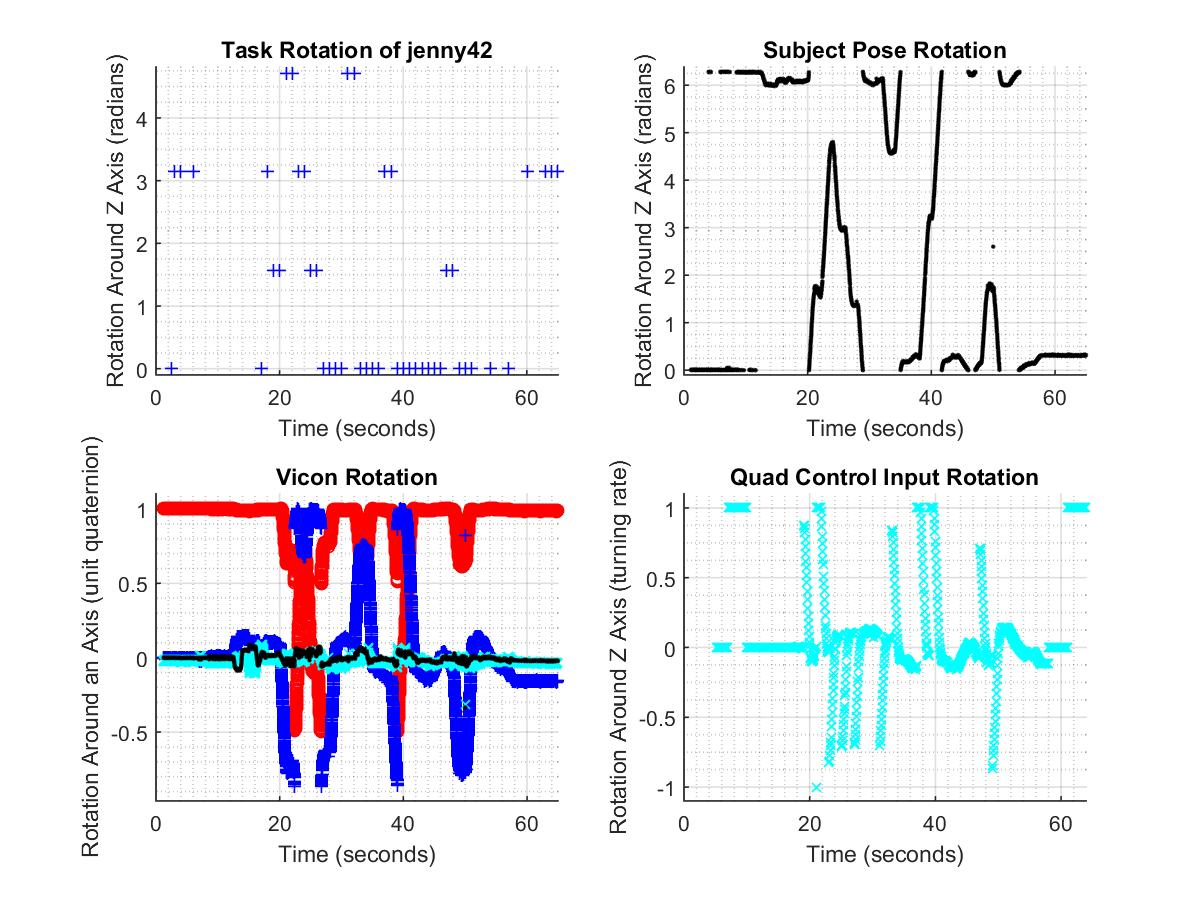 Task Rotation of jenny42
Rotation Around Z Axis (radians)
4
3
2
1
0
0 20 40 60
Time (seconds)
Subject Pose Rotation
Rotation Around Z Axis (radians)
6
5
4
3
2
1
0
0 20 40 60
Time (seconds)
Vicon Rotation
Rotation Around an Axis (unit quaternion)
1
0.5
0
-0.5
0 20 40 60
Time (seconds)
Quad Control Input Rotation
Rotation Around Z Axis (turning rate)
1
0.5
0
-0.5
-1
0 20 40 60
Time (seconds)